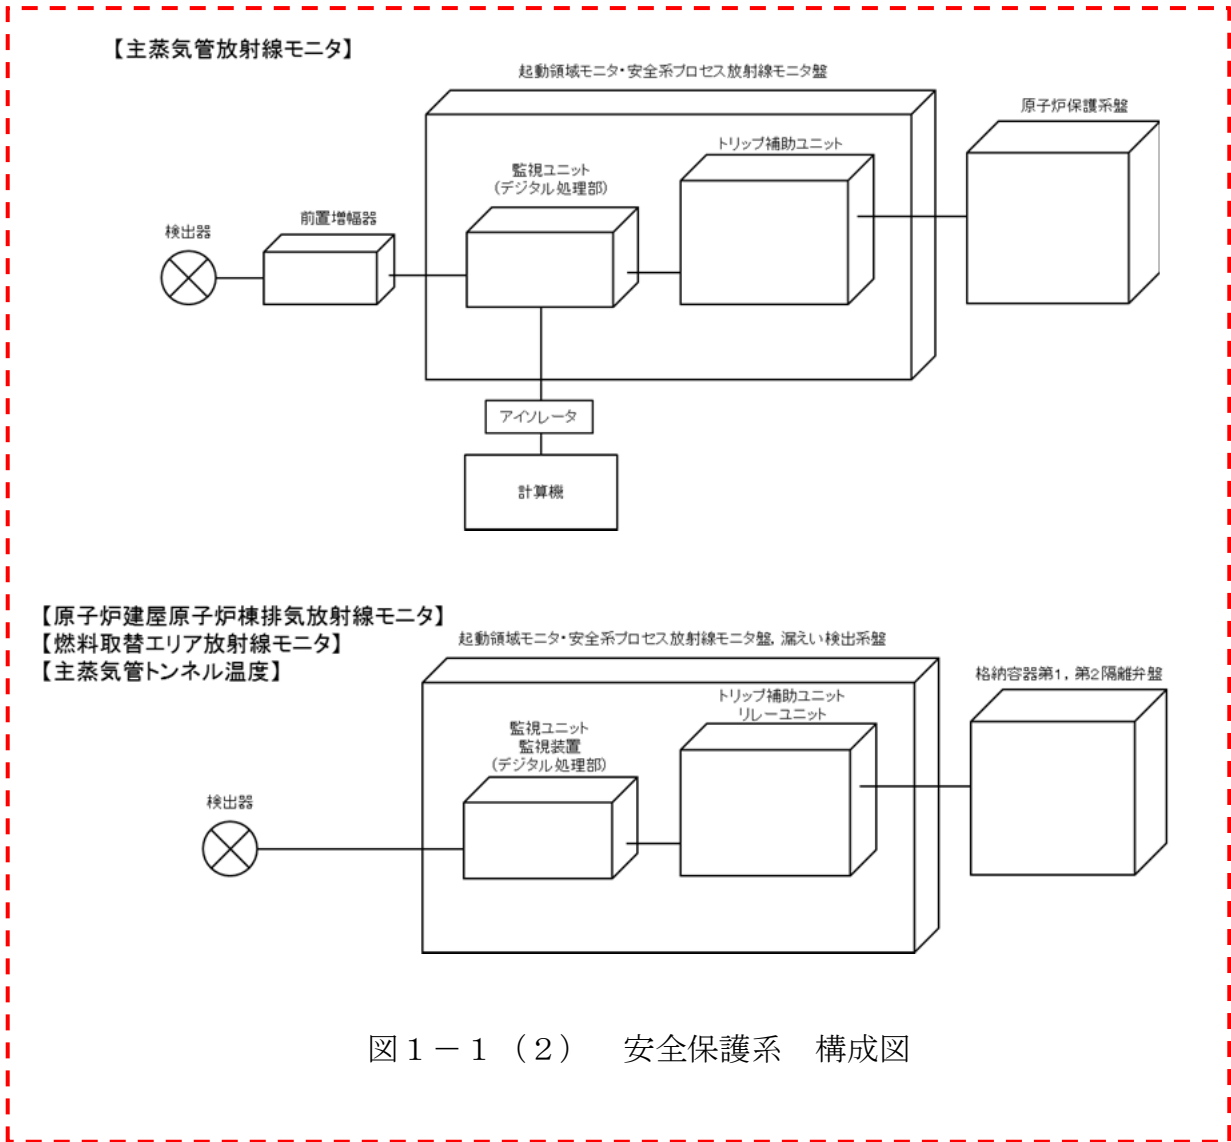 【主蒸気管放射線モニタ】
起動領域モニタ・安全系プロセス放射線モニタ盤
原子炉保護系盤
トリップ補助ユニット
監視ユニット
(デジタル処理部)
前置増幅器
検出器
アイソレータ
計算機
【原子炉建屋原子炉棟排気放射線モニタ】
【燃料取替エリア放射線モニタ】
【主蒸気管トンネル温度】
起動領域モニタ・安全系プロセス放射線モニタ盤, 漏えい検出系盤
格納容器第1, 第2隔離弁盤
トリップ補助ユニット
リレーユニット
監視ユニット
監視装置
(デジタル処理部)
検出器
図1-1(2) 安全保護系 構成図